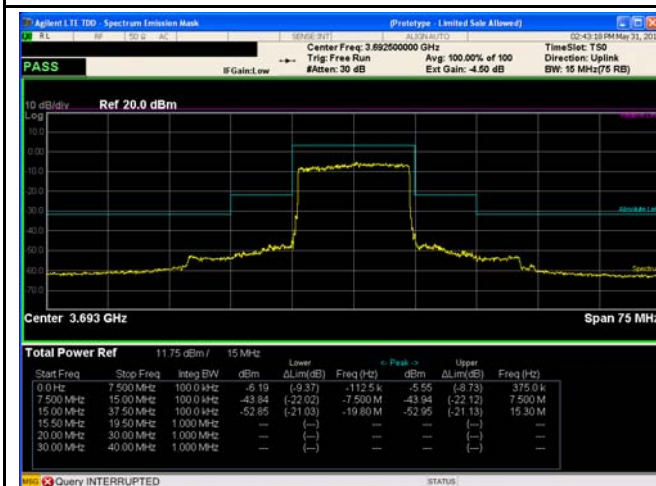 Agilent LTE TDD - Spectrum Emission Mask (Prototype - Limited Sale Allowed)
RL RF 50 Ω AC SENSE:INT ALIGN AUTO 02:43:18 PM May 31, 201
Center Freq: 3.692500000 GHz TimeSlot: TS0
Trig: Free Run Avg: 100.00% of 100 Direction: Uplink
PASS IFGain:Low #Atten: 30 dB Ext Gain: -4.50 dB BW: 15 MHz(75 RB)
10 dB/div Ref 20.0 dBm
Log
10.0
0.00
-10.0
-20.0
-30.0
Absolute Lim
-40.0
-50.0
-60.0
Spectru
-70.0
Center 3.693 GHz Span 75 MHz
Total Power Ref 11.75 dBm / 15 MHz
Lower <- Peak -> Upper
Start Freq Stop Freq Integ BW dBm ΔLim(dB) Freq (Hz) dBm ΔLim(dB) Freq (Hz)
0.0 Hz 7.500 MHz 100.0 kHz -6.19 (-9.37) -112.5 k -5.55 (-8.73) 375.0 k
7.500 MHz 15.00 MHz 100.0 kHz -43.84 (-22.02) -7.500 M -43.94 (-22.12) 7.500 M
15.00 MHz 37.50 MHz 100.0 kHz -52.85 (-21.03) -19.80 M -52.95 (-21.13) 15.30 M
15.50 MHz 19.50 MHz 1.000 MHz --- (---) --- (---)
20.00 MHz 30.00 MHz 1.000 MHz --- (---) --- (---)
30.00 MHz 40.00 MHz 1.000 MHz --- (---) --- (---)
MSG Query INTERRUPTED STATUS